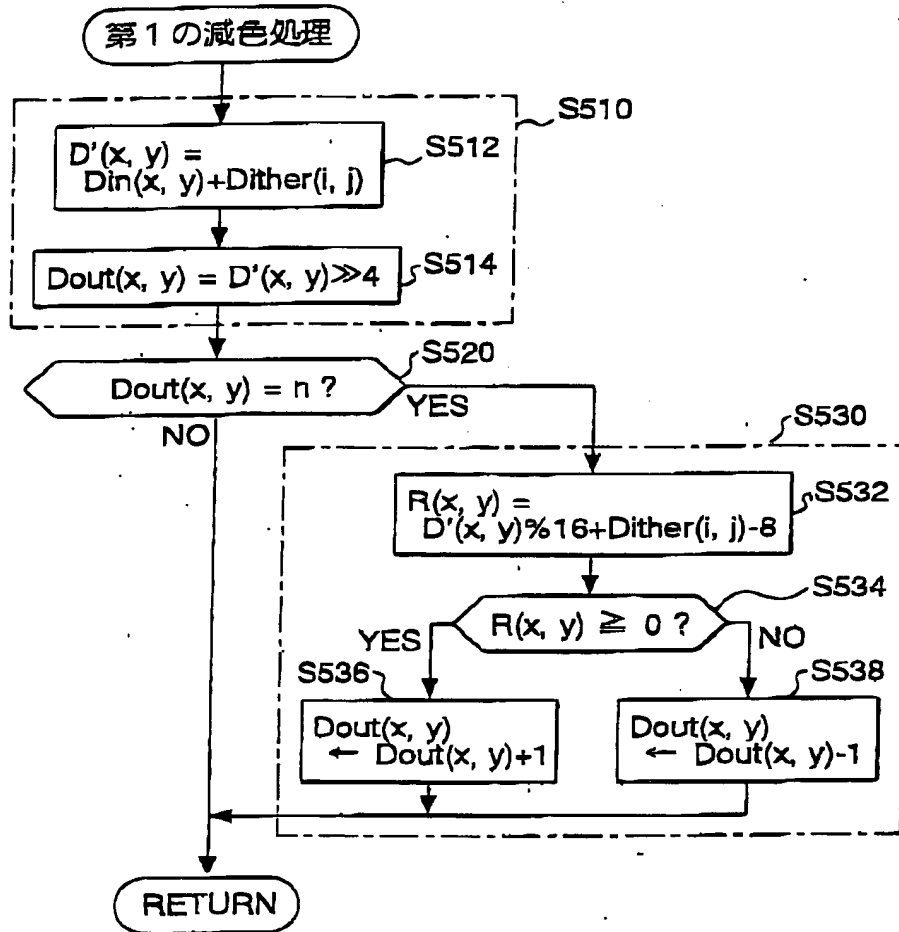 第1の減色処理
S510
D'(x, y) =
Din(x, y)+Dither(i, j)
S512
Dout(x, y) = D'(x, y)≫4
S514
S520
Dout(x, y) = n ?
YES
NO
S530
R(x, y) =
D'(x, y)%16+Dither(i, j)-8
S532
S534
R(x, y) ≧ 0 ?
YES
NO
S536
S538
Dout(x, y)
← Dout(x, y)+1
Dout(x, y)
← Dout(x, y)-1
RETURN